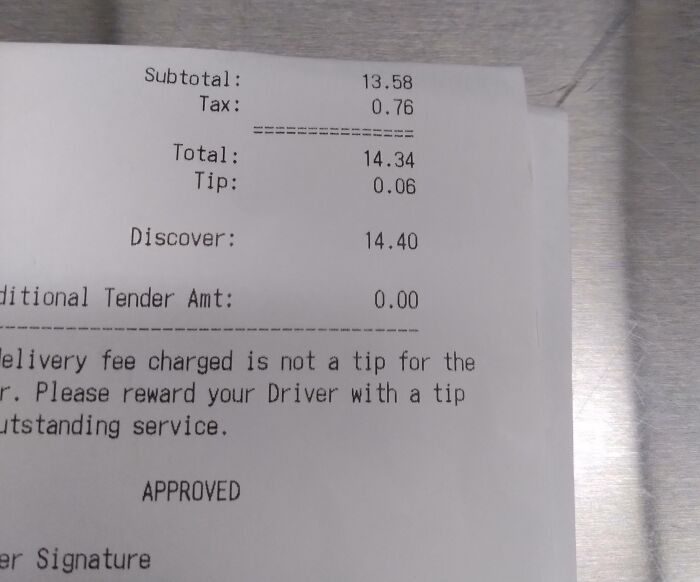 Subtotal: 13.58
Tax: 0.76
===============
Total: 14.34
Tip: 0.06
Discover: 14.40
ditional Tender Amt: 0.00
elivery fee charged is not a tip for the
r. Please reward your Driver with a tip
utstanding service.
APPROVED
er Signature